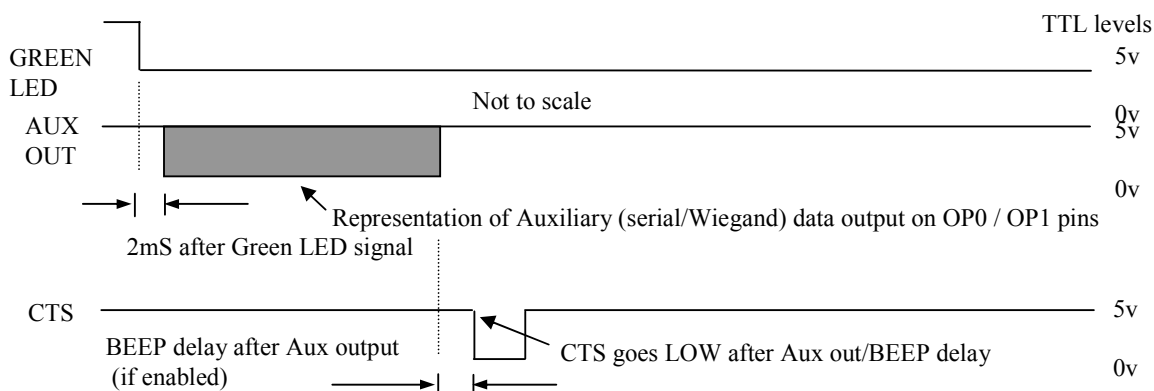 TTL levels
GREEN
LED
5v
Not to scale
0v
AUX
OUT
5v
0v
Representation of Auxiliary (serial/Wiegand) data output on OP0 / OP1 pins
2mS after Green LED signal
CTS
5v
BEEP delay after Aux output
(if enabled)
CTS goes LOW after Aux out/BEEP delay
0v